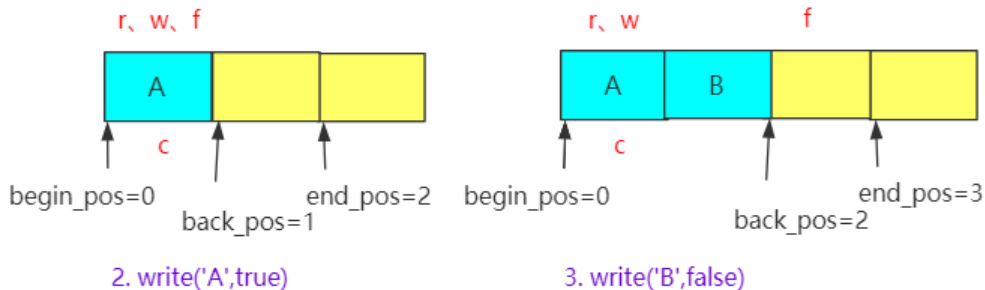 r、w、f
A
c
begin_pos=0
back_pos=1
end_pos=2
2. write('A',true)
r、w
f
A
B
c
begin_pos=0
back_pos=2
end_pos=3
3. write('B',false)